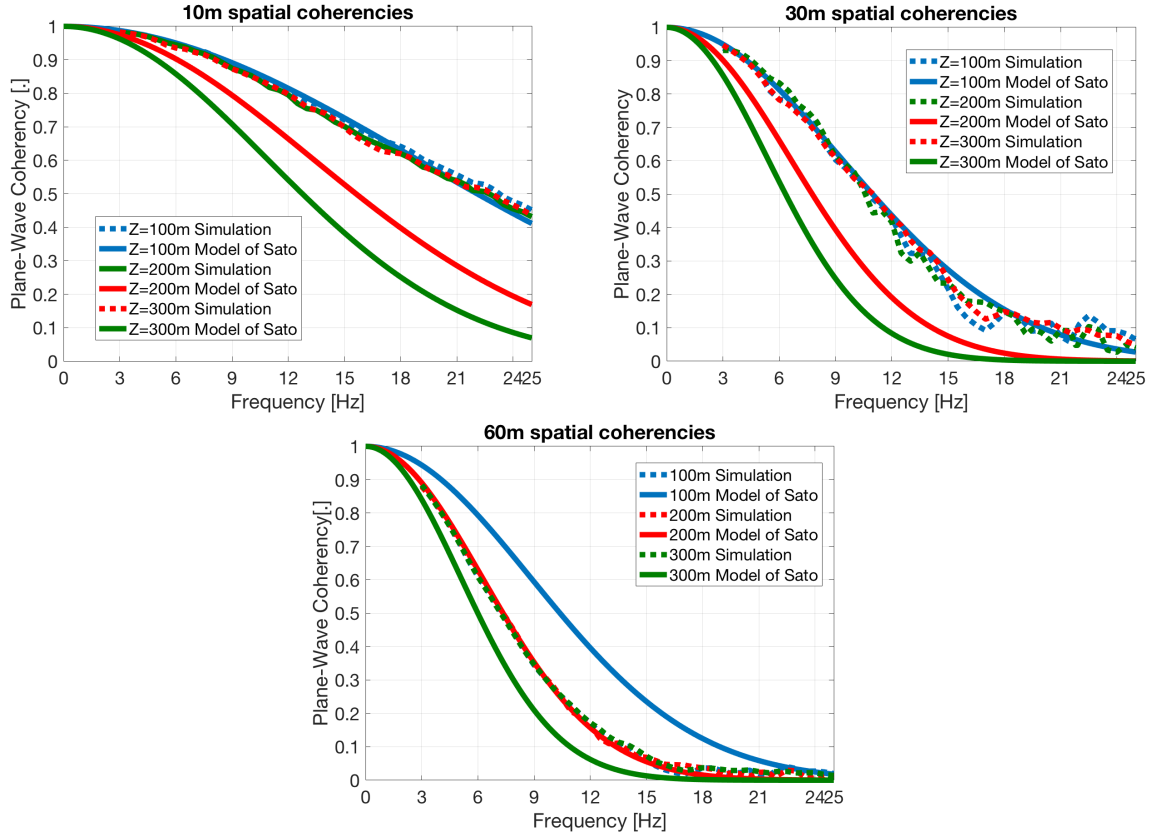 10m spatial coherencies
Plane-Wave Coherency [.]
1
0.9
0.8
0.7
0.6
0.5
0.4
0.3
0.2
0.1
0
Z=100m Simulation
Z=100m Model of Sato
Z=200m Simulation
Z=200m Model of Sato
Z=300m Simulation
Z=300m Model of Sato
0 3 6 9 12 15 18 21 2425
Frequency [Hz]
30m spatial coherencies
Plane-Wave Coherency
1
0.9
0.8
0.7
0.6
0.5
0.4
0.3
0.2
0.1
0
Z=100m Simulation
Z=100m Model of Sato
Z=200m Simulation
Z=200m Model of Sato
Z=300m Simulation
Z=300m Model of Sato
0 3 6 9 12 15 18 21 2425
Frequency [Hz]
60m spatial coherencies
Plane-Wave Coherency[.]
1
0.9
0.8
0.7
0.6
0.5
0.4
0.3
0.2
0.1
0
100m Simulation
100m Model of Sato
200m Simulation
200m Model of Sato
300m Simulation
300m Model of Sato
0 3 6 9 12 15 18 21 2425
Frequency [Hz]